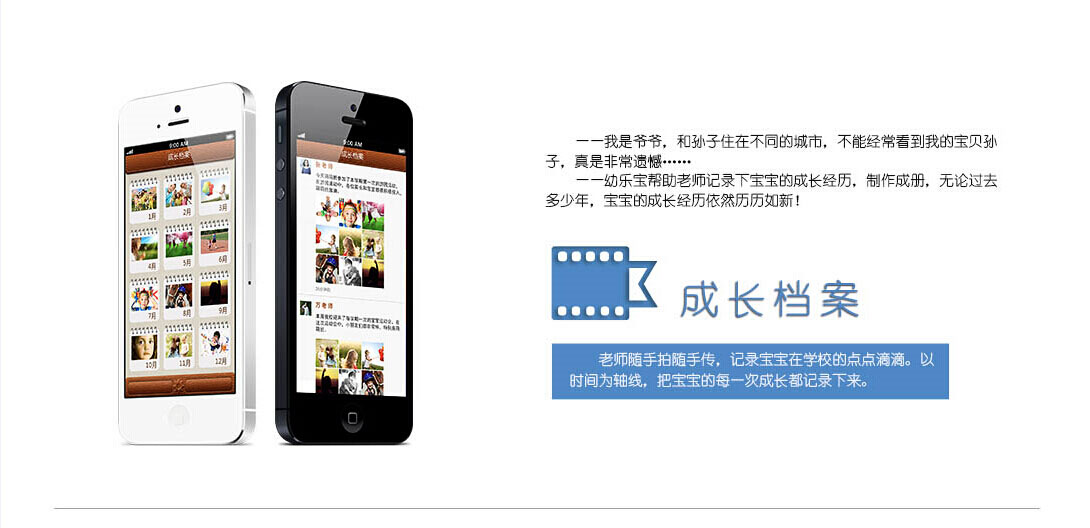 9:00 AM
成长档案
1月
2月
3月
4月
5月
6月
7月
8月
9月
10月
11月
12月
9:00 AM
成长档案
张老师
方老师
——我是爷爷，和孙子住在不同的城市，不能经常看到我的宝贝孙
子，真是非常遗憾……
——幼乐宝帮助老师记录下宝宝的成长经历，制作成册，无论过去
多少年，宝宝的成长经历依然历历如新！
成长档案
老师随手拍随手传，记录宝宝在学校的点点滴滴。以
时间为轴线，把宝宝的每一次成长都记录下来。